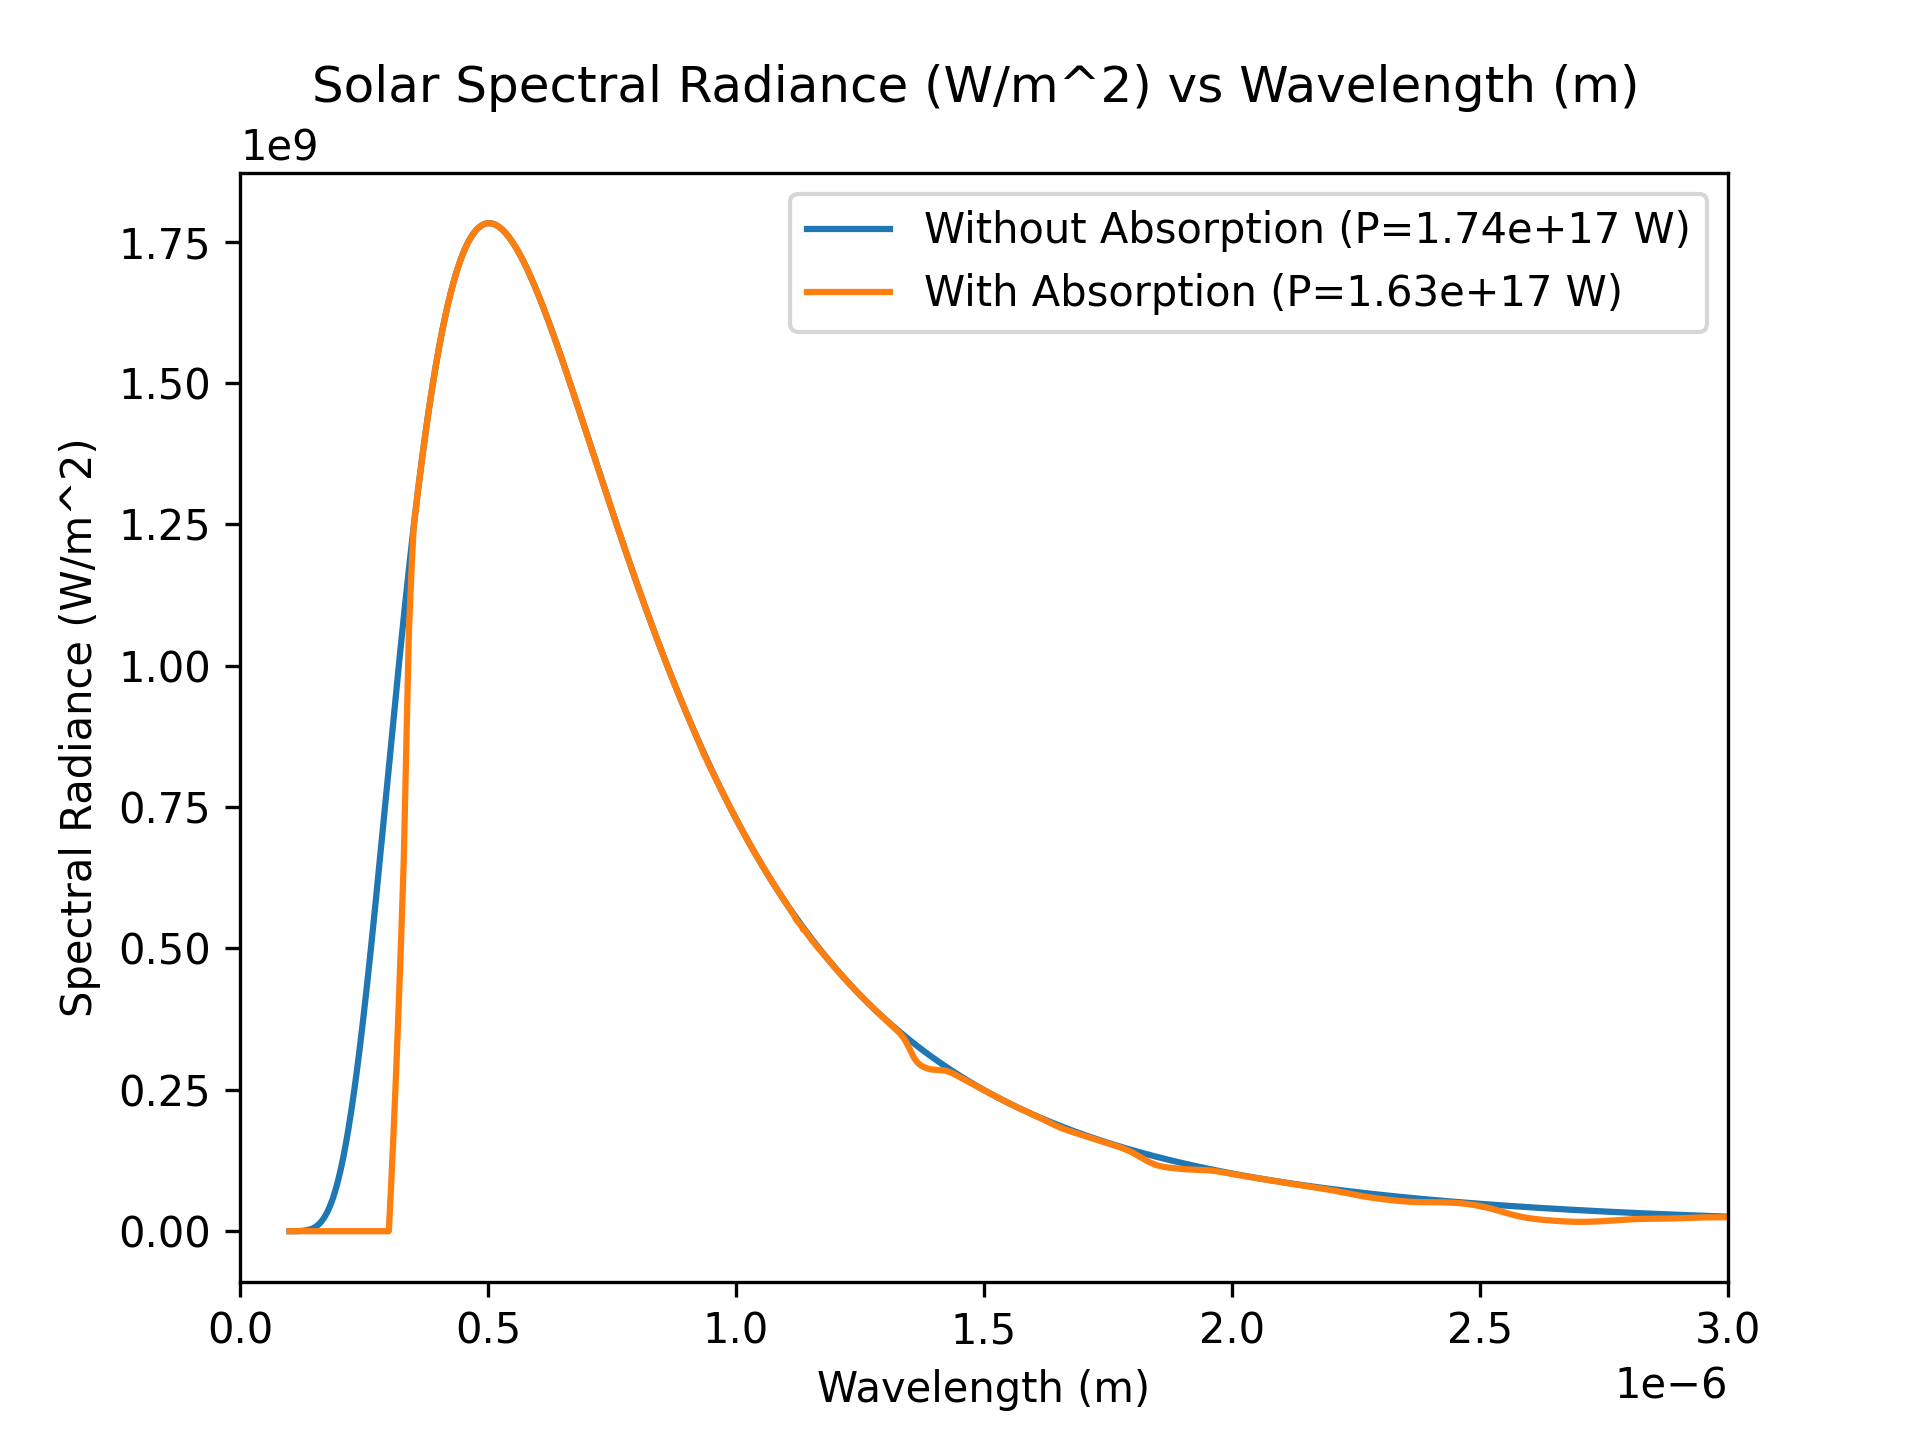 Solar Spectral Radiance (W/m^2) vs Wavelength (m)
1e9
Without Absorption (P=1.74e+17 W)
With Absorption (P=1.63e+17 W)
1.75
1.50
1.25
1.00
0.75
0.50
0.25
0.00
Spectral Radiance (W/m^2)
0.0 0.5 1.0 1.5 2.0 2.5 3.0
Wavelength (m)
1e−6